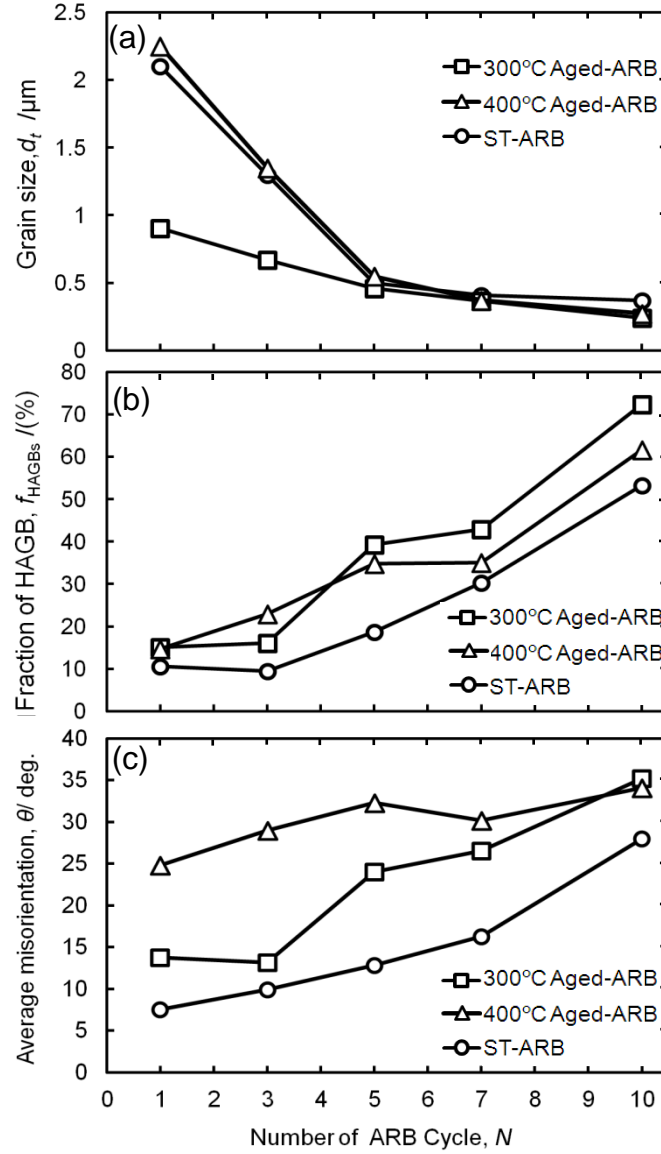 (a)
2.5
2
1.5
1
0.5
0
Grain size,dt /μm
300°C Aged-ARB
400°C Aged-ARB
ST-ARB
(b)
80
70
60
50
40
30
20
10
0
Fraction of HAGB, fHAGBs /(%)
300°C Aged-ARB
400°C Aged-ARB
ST-ARB
(c)
40
35
30
25
20
15
10
5
0
Average misorientation, θ/ deg.
300°C Aged-ARB
400°C Aged-ARB
ST-ARB
0 1 2 3 4 5 6 7 8 9 10
Number of ARB Cycle, N